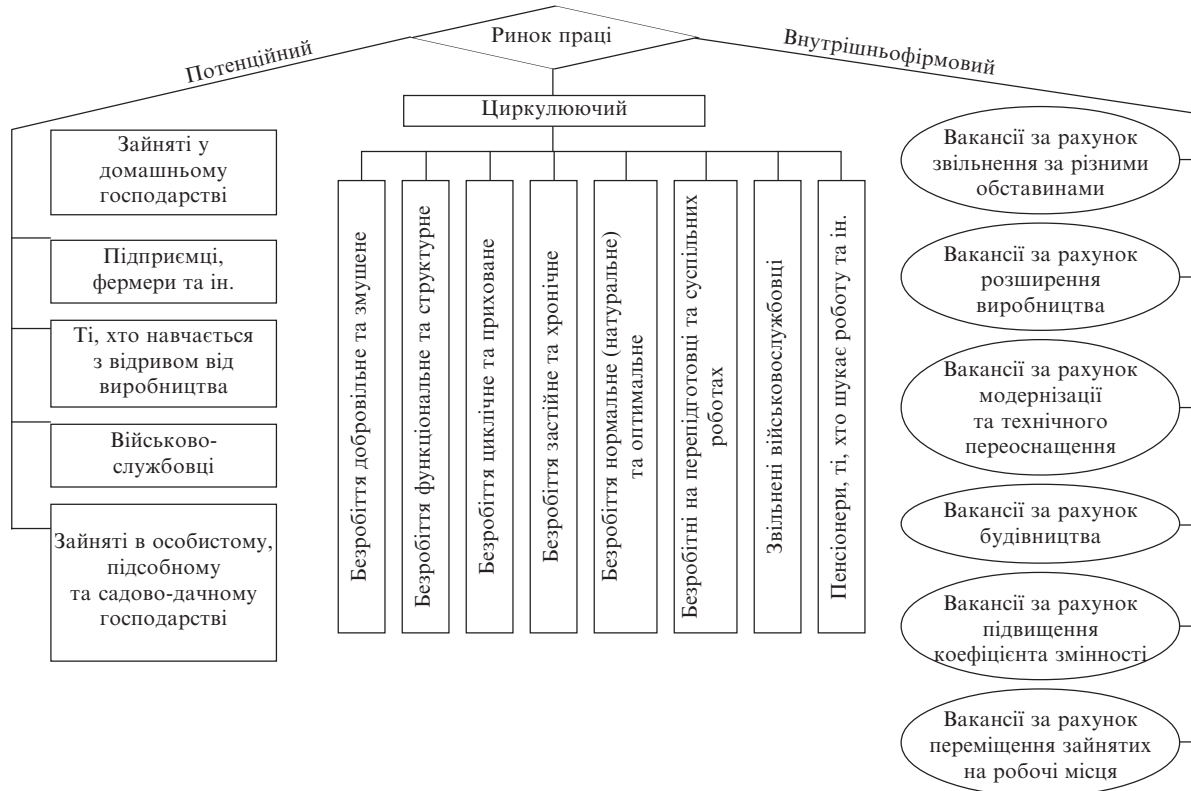 Ринок праці
Потенційний
Внутрішньофірмовий
Циркулюючий
Зайняті у
домашньому
господарстві
Підприємці,
фермери та ін.
Ті, хто навчається
з відривом від
виробництва
Військово-
службовці
Зайняті в особистому,
підсобному
та садово-дачному
господарстві
Безробіття добровільне та змушене
Безробіття функціональне та структурне
Безробіття циклічне та приховане
Безробіття застійне та хронічне
Безробіття нормальне (натуральне)
та оптимальне
Безробітні на перепідготовці та суспільних
роботах
Звільнені військовослужбовці
Пенсіонери, ті, хто шукає роботу та ін.
Вакансії за рахунок
звільнення за різними
обставинами
Вакансії за рахунок
розширення
виробництва
Вакансії за рахунок
модернізації
та технічного
переоснащення
Вакансії за рахунок
будівництва
Вакансії за рахунок
підвищення
коефіцієнта змінності
Вакансії за рахунок
переміщення зайнятих
на робочі місця